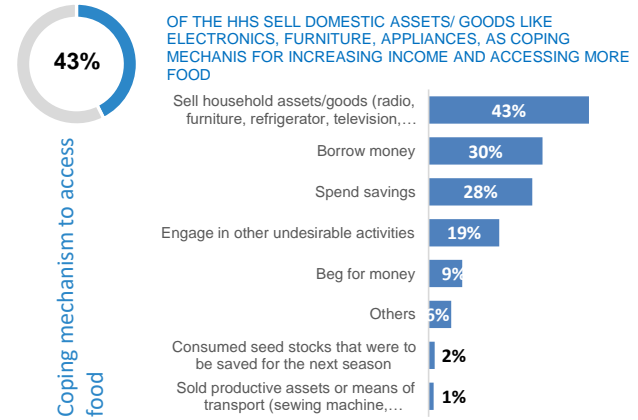 43%
OF THE HHS SELL DOMESTIC ASSETS/ GOODS LIKE
ELECTRONICS, FURNITURE, APPLIANCES, AS COPING
MECHANIS FOR INCREASING INCOME AND ACCESSING MORE
FOOD
Coping mechanism to access
food
Sell household assets/goods (radio,
furniture, refrigerator, television,…
43%
Borrow money
30%
Spend savings
28%
Engage in other undesirable activities
19%
Beg for money
9%
Others
6%
Consumed seed stocks that were to
be saved for the next season
2%
Sold productive assets or means of
transport (sewing machine,…
1%